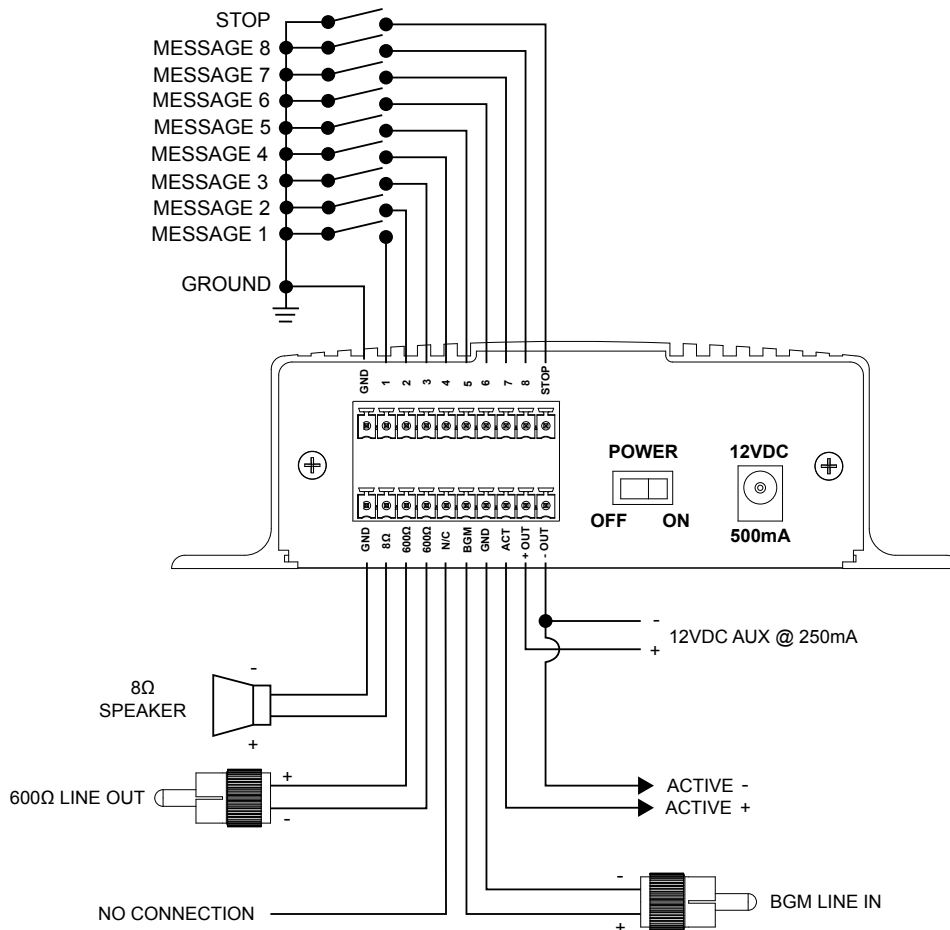 STOP
MESSAGE 8
MESSAGE 7
MESSAGE 6
MESSAGE 5
MESSAGE 4
MESSAGE 3
MESSAGE 2
MESSAGE 1
GROUND
GND 1 2 3 4 5 6 7 8 STOP
POWER
OFF ON
12VDC
500mA
GND 8Ω 600Ω 600Ω N/C BGM GND ACT + OUT - OUT
-
12VDC AUX @ 250mA
+
-
8Ω
SPEAKER
+
+
600Ω LINE OUT
-
ACTIVE -
ACTIVE +
-
BGM LINE IN
+
NO CONNECTION